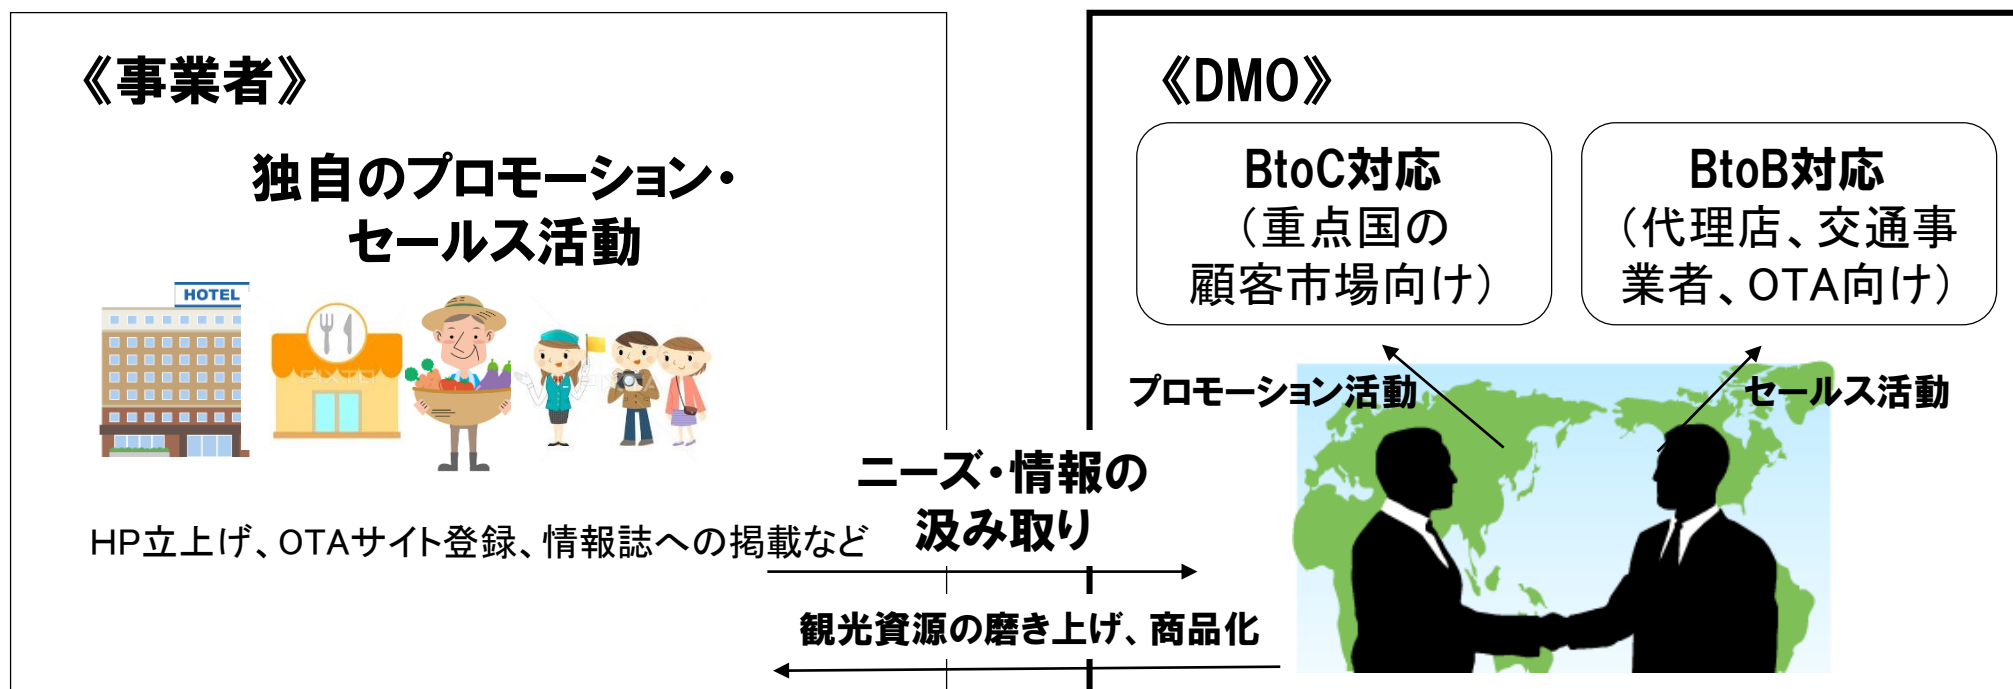 《事業者》
独自のプロモーション・
セールス活動
HOTEL
PIXTA
HP立上げ、OTAサイト登録、情報誌への掲載など
ニーズ・情報の
汲み取り
観光資源の磨き上げ、商品化
《DMO》
BtoC対応
（重点国の
顧客市場向け）
BtoB対応
（代理店、交通事
業者、OTA向け）
プロモーション活動
セールス活動